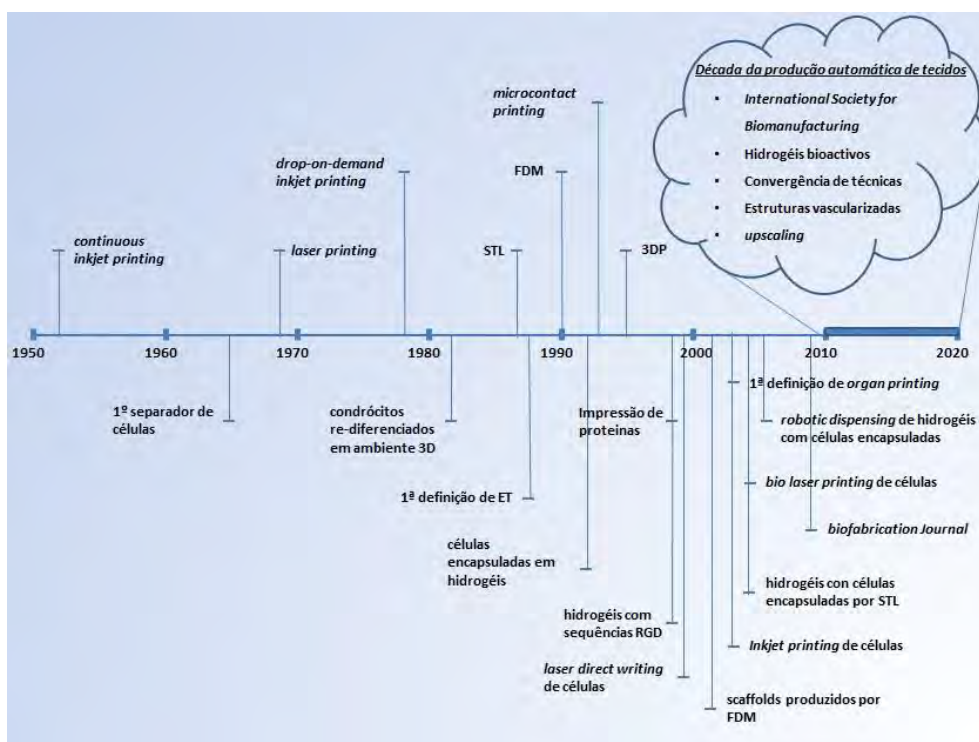 Década da produção automática de tecidos
▪ International Society for
Biomanufacturing
▪ Hidrogéis bioactivos
▪ Convergência de técnicas
▪ Estruturas vascularizadas
▪ upscaling
microcontact
printing
drop-on-demand
inkjet printing
FDM
continuous
inkjet printing
laser printing
STL
3DP
1950
1960
1970
1980
1990
2000
2010
2020
1º separador de
células
condrócitos
re-diferenciados
em ambiente 3D
1ª definição de ET
células
encapsuladas em
hidrogéis
Impressão de
proteinas
hidrogéis com
sequências RGD
laser direct writing
de células
1ª definição de organ printing
robotic dispensing de hidrogéis
com células encapsuladas
bio laser printing de células
biofabrication Journal
hidrogéis con células
encapsuladas por STL
Inkjet printing de células
scaffolds produzidos por
FDM